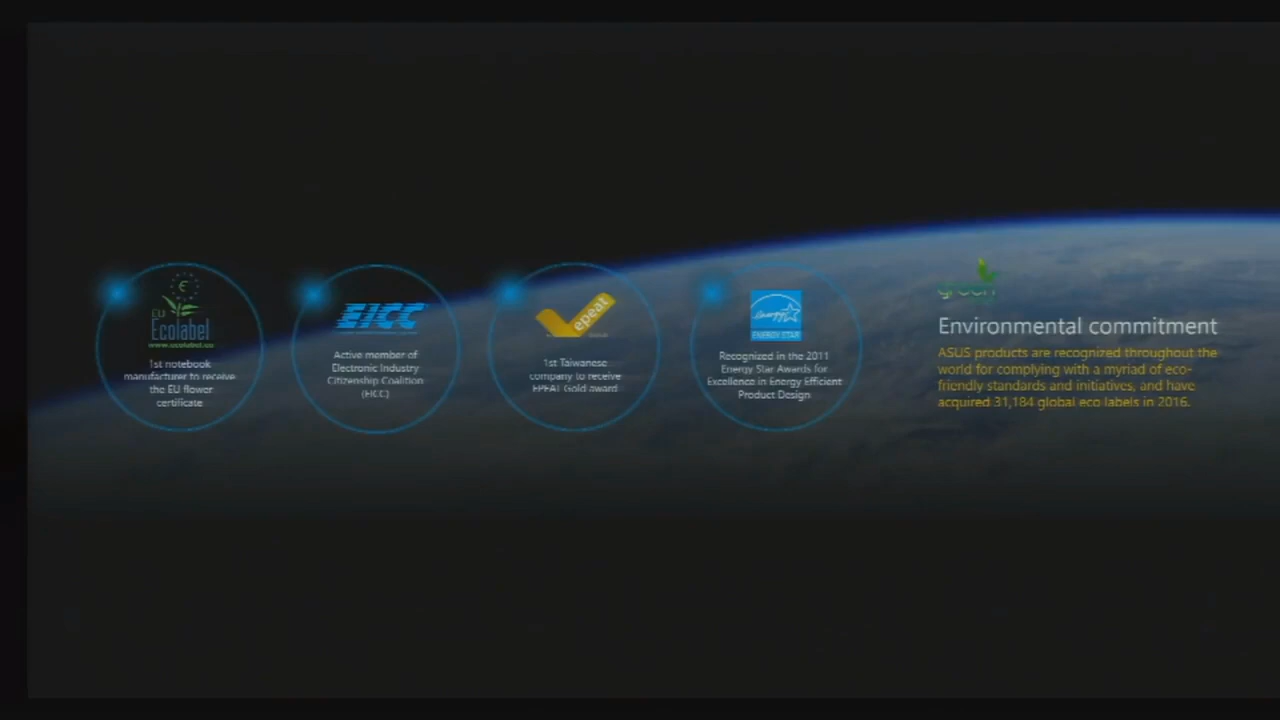 EU
Ecolabel
www.ecolabel.eu
1st notebook
manufacturer to receive
the EU flower
certificate
EICC
Active member of
Electronic Industry
Citizenship Coalition
(EICC)
epeat
1st Taiwanese
company to receive
EPEAT Gold award
energy
ENERGY STAR
Recognized in the 2011
Energy Star Awards for
Excellence in Energy Efficient
Product Design
green
Environmental commitment
ASUS products are recognized throughout the
world for complying with a myriad of eco-
friendly standards and initiatives, and have
acquired 31,184 global eco labels in 2016.